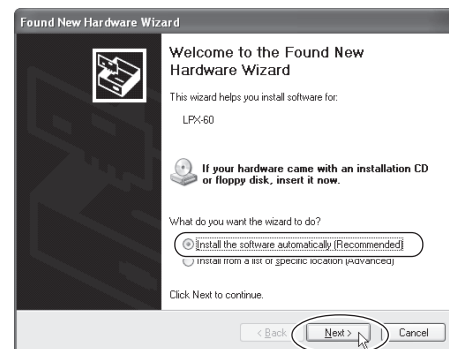 Found New Hardware Wizard
Welcome to the Found New
Hardware Wizard
This wizard helps you install software for:
LPX-60
If your hardware came with an installation CD
or floppy disk, insert it now.
What do you want the wizard to do?
Install the software automatically (Recommended)
Install from a list or specific location (Advanced)
Click Next to continue.
< Back
Next >
Cancel